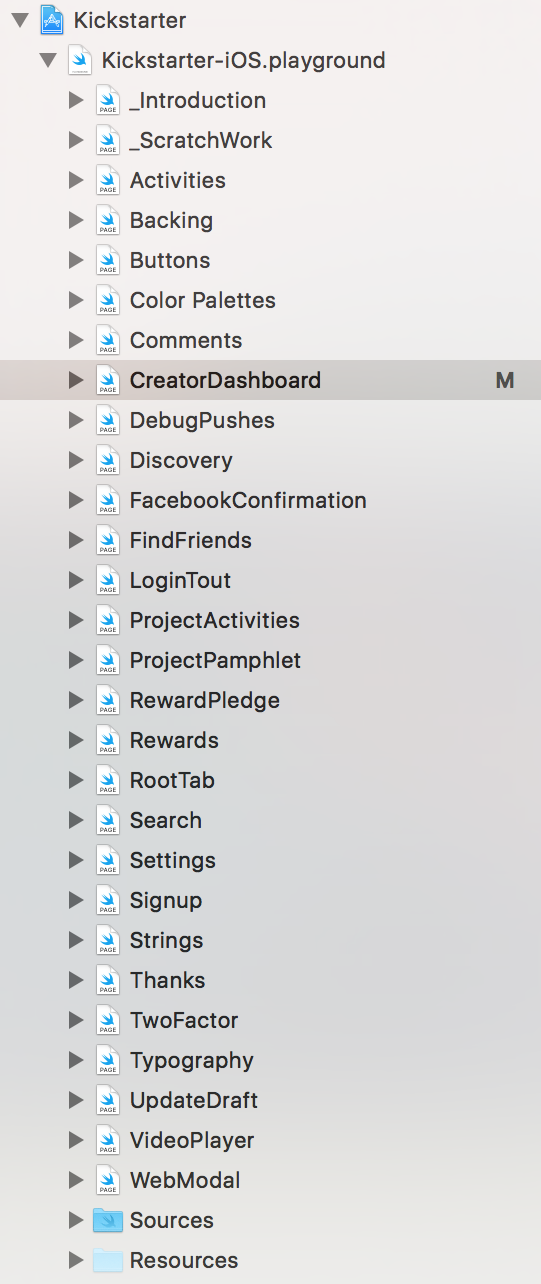 Kickstarter
Kickstarter-iOS.playground
_Introduction
_ScratchWork
Activities
Backing
Buttons
Color Palettes
Comments
CreatorDashboard M
DebugPushes
Discovery
FacebookConfirmation
FindFriends
LoginTout
ProjectActivities
ProjectPamphlet
RewardPledge
Rewards
RootTab
Search
Settings
Signup
Strings
Thanks
TwoFactor
Typography
UpdateDraft
VideoPlayer
WebModal
Sources
Resources